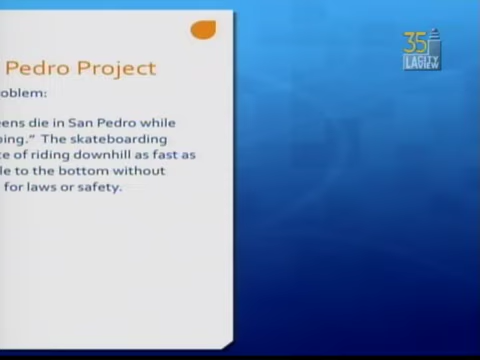 35
LA CITY
VIEW
Pedro Project
oblem:
eens die in San Pedro while
bing." The skateboarding
ce of riding downhill as fast as
le to the bottom without
for laws or safety.